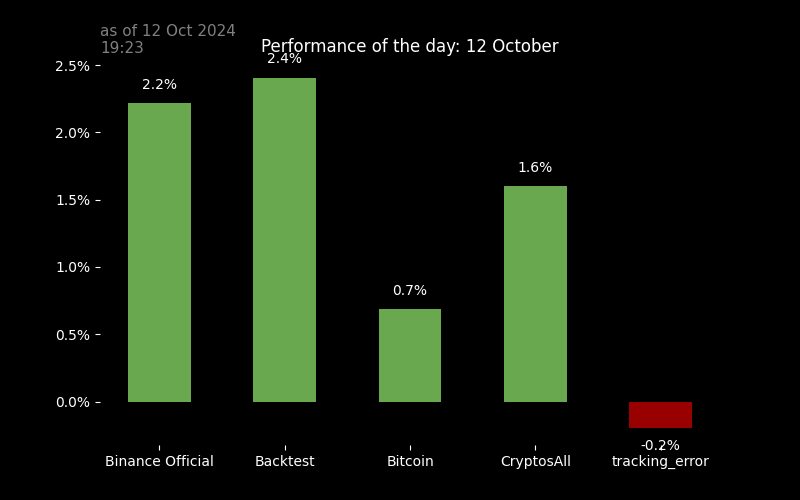 as of 12 Oct 2024
19:23
Performance of the day: 12 October
2.5%
2.0%
1.5%
1.0%
0.5%
0.0%
2.2%
2.4%
0.7%
1.6%
-0.2%
Binance Official
Backtest
Bitcoin
CryptosAll
tracking_error